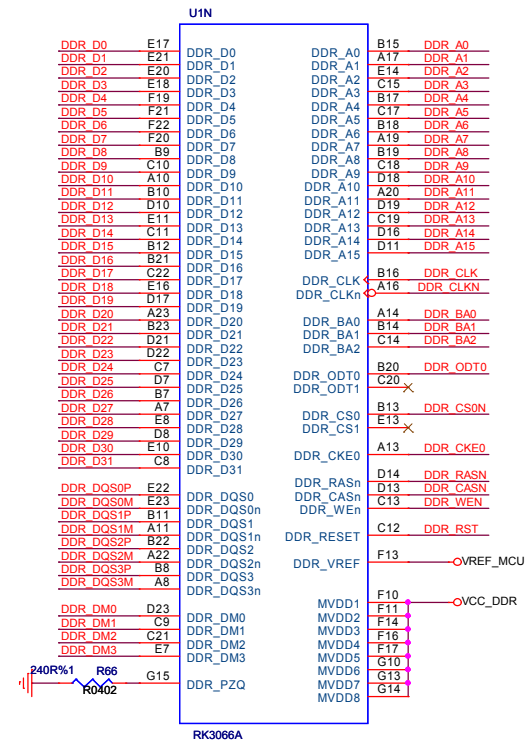 U1N
DDR_D0 E17 DDR_D0 DDR_A0 B15 DDR_A0
DDR_D1 E21 DDR_D1 DDR_A1 A17 DDR_A1
DDR_D2 E20 DDR_D2 DDR_A2 E14 DDR_A2
DDR_D3 E18 DDR_D3 DDR_A3 C15 DDR_A3
DDR_D4 F19 DDR_D4 DDR_A4 B17 DDR_A4
DDR_D5 F21 DDR_D5 DDR_A5 C17 DDR_A5
DDR_D6 F22 DDR_D6 DDR_A6 B18 DDR_A6
DDR_D7 F20 DDR_D7 DDR_A7 A19 DDR_A7
DDR_D8 B9 DDR_D8 DDR_A8 B19 DDR_A8
DDR_D9 C10 DDR_D9 DDR_A9 C18 DDR_A9
DDR_D10 A10 DDR_D10 DDR_A10 D18 DDR_A10
DDR_D11 B10 DDR_D11 DDR_A11 A20 DDR_A11
DDR_D12 D10 DDR_D12 DDR_A12 D19 DDR_A12
DDR_D13 E11 DDR_D13 DDR_A13 C19 DDR_A13
DDR_D14 C11 DDR_D14 DDR_A14 D16 DDR_A14
DDR_D15 B12 DDR_D15 DDR_A15 D11 DDR_A15
DDR_D16 B21 DDR_D16
DDR_D17 C22 DDR_D17 DDR_CLK B16 DDR_CLK
DDR_D18 E16 DDR_D18 DDR_CLKn A16 DDR_CLKN
DDR_D19 D17 DDR_D19
DDR_D20 A23 DDR_D20 DDR_BA0 A14 DDR_BA0
DDR_D21 B23 DDR_D21 DDR_BA1 B14 DDR_BA1
DDR_D22 D21 DDR_D22 DDR_BA2 C14 DDR_BA2
DDR_D23 D22 DDR_D23
DDR_D24 C7 DDR_D24 DDR_ODT0 B20 DDR_ODT0
DDR_D25 D7 DDR_D25 DDR_ODT1 C20
DDR_D26 B7 DDR_D26
DDR_D27 A7 DDR_D27 DDR_CS0 B13 DDR_CS0N
DDR_D28 E8 DDR_D28 DDR_CS1 E13
DDR_D29 D8 DDR_D29
DDR_D30 E10 DDR_D30 DDR_CKE0 A13 DDR_CKE0
DDR_D31 C8 DDR_D31
DDR_RASn D14 DDR_RASN
DDR_DQS0P E22 DDR_DQS0 DDR_CASn D13 DDR_CASN
DDR_DQS0M E23 DDR_DQS0n DDR_WEn C13 DDR_WEN
DDR_DQS1P B11 DDR_DQS1
DDR_DQS1M A11 DDR_DQS1n DDR_RESET C12 DDR_RST
DDR_DQS2P B22 DDR_DQS2
DDR_DQS2M A22 DDR_DQS2n DDR_VREF F13 VREF_MCU
DDR_DQS3P B8 DDR_DQS3
DDR_DQS3M A8 DDR_DQS3n
MVDD1 F10 VCC_DDR
DDR_DM0 D23 DDR_DM0 MVDD2 F11
DDR_DM1 C9 DDR_DM1 MVDD3 F14
DDR_DM2 C21 DDR_DM2 MVDD4 F16
DDR_DM3 E7 DDR_DM3 MVDD5 F17
MVDD6 G10
240R%1 R66 G15 DDR_PZQ MVDD7 G13
R0402 MVDD8 G14
RK3066A